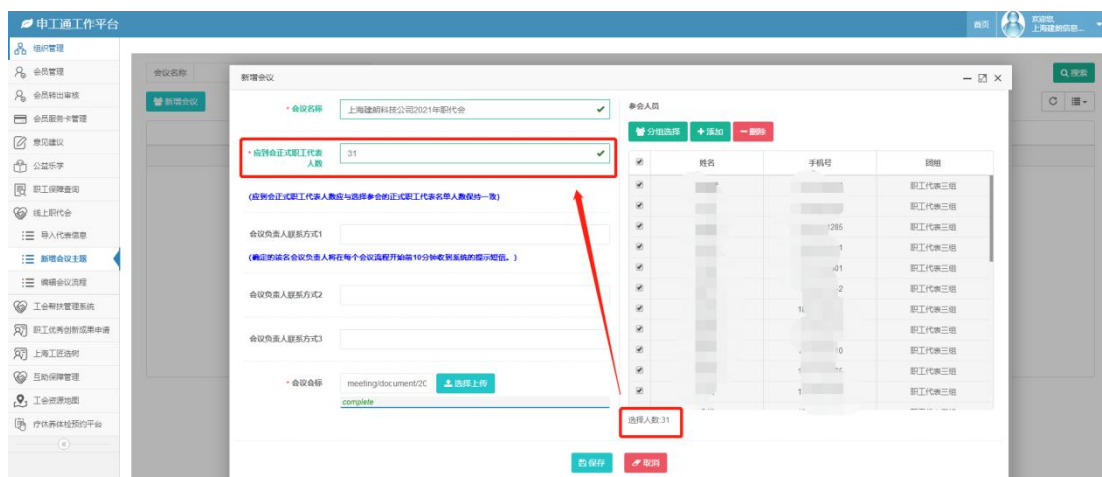 申工通工作平台
首页
欢迎您,
上海建朗信息...
组织管理
会员管理
会员转出审核
会员服务卡管理
意见建议
公益乐学
职工保障查询
线上职代会
导入代表信息
新增会议主题
编辑会议流程
工会帮扶管理系统
职工优秀创新成果申请
上海工匠选树
互助保障管理
工会资源地图
疗休养体检预约平台
会议名称
搜索
新增会议
新增会议
* 会议名称
上海建朗科技公司2021年职代会
* 应到会正式职工代表
人数
31
(应到会正式职工代表人数应与选择参会的正式职工代表名单人数保持一致)
会议负责人联系方式1
(确定的该名会议负责人将在每个会议流程开始前10分钟收到系统的提示短信。)
会议负责人联系方式2
会议负责人联系方式3
* 会议会标
meeting/document/2C
选择上传
complete
参会人员
分组选择
添加
删除
姓名 手机号 团组
职工代表三组
职工代表三组
1285 职工代表三组
职工代表三组
职工代表三组
职工代表三组
职工代表三组
职工代表三组
职工代表三组
职工代表三组
职工代表三组
选择人数:31
保存
取消